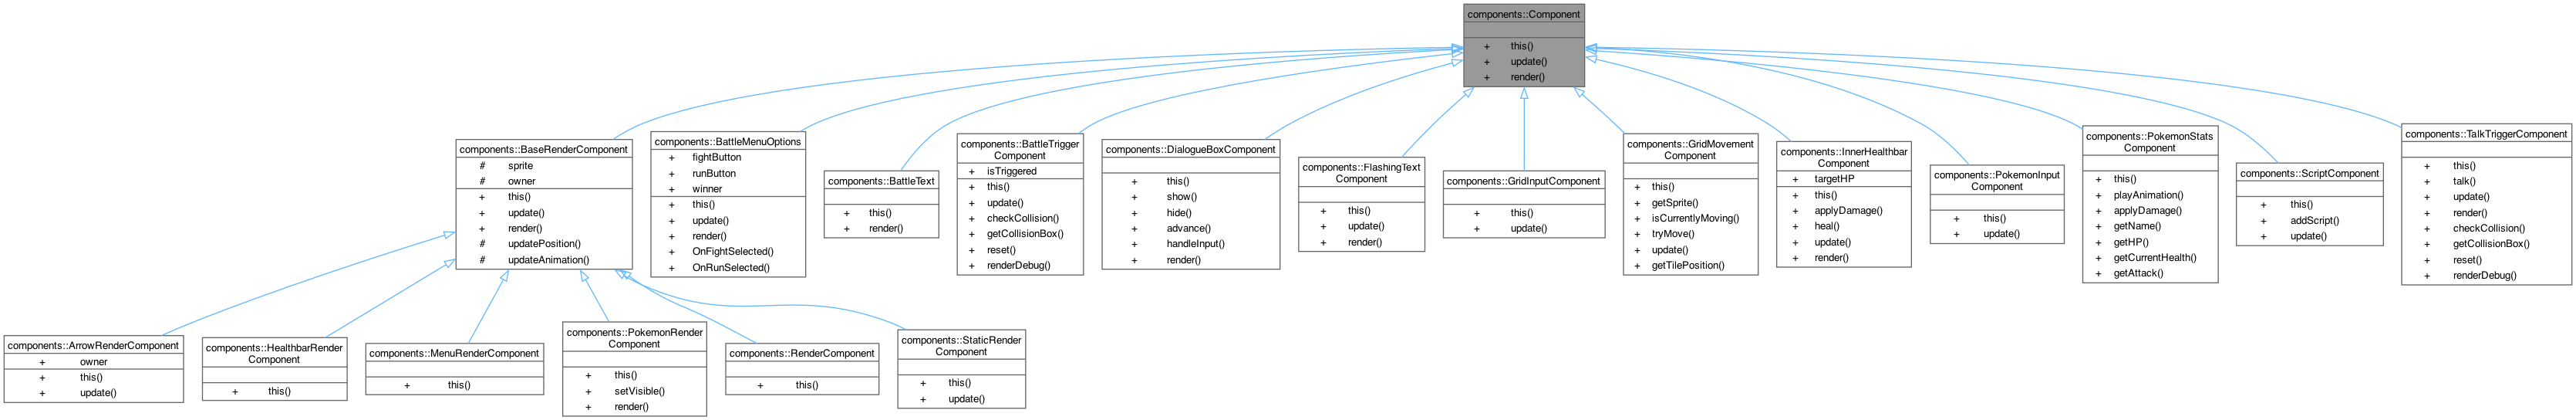 components::Component
+ this()
+ update()
+ render()
components::BaseRenderComponent
# sprite
# owner
+ this()
+ update()
+ render()
# updatePosition()
# updateAnimation()
components::BattleMenuOptions
+ fightButton
+ runButton
+ winner
+ this()
+ update()
+ render()
+ OnFightSelected()
+ OnRunSelected()
components::BattleText
+ this()
+ render()
components::BattleTrigger
Component
+ isTriggered
+ this()
+ update()
+ checkCollision()
+ getCollisionBox()
+ reset()
+ renderDebug()
components::DialogueBoxComponent
+ this()
+ show()
+ hide()
+ advance()
+ handleInput()
+ render()
components::FlashingText
Component
+ this()
+ update()
+ render()
components::GridInputComponent
+ this()
+ update()
components::GridMovement
Component
+ this()
+ getSprite()
+ isCurrentlyMoving()
+ tryMove()
+ update()
+ getTilePosition()
components::InnerHealthbar
Component
+ targetHP
+ this()
+ applyDamage()
+ heal()
+ update()
+ render()
components::PokemonInput
Component
+ this()
+ update()
components::PokemonStats
Component
+ this()
+ playAnimation()
+ applyDamage()
+ getName()
+ getHP()
+ getCurrentHealth()
+ getAttack()
components::ScriptComponent
+ this()
+ addScript()
+ update()
components::TalkTriggerComponent
+ this()
+ talk()
+ update()
+ render()
+ checkCollision()
+ getCollisionBox()
+ reset()
+ renderDebug()
components::ArrowRenderComponent
+ owner
+ this()
+ update()
components::HealthbarRender
Component
+ this()
components::MenuRenderComponent
+ this()
components::PokemonRender
Component
+ this()
+ setVisible()
+ render()
components::RenderComponent
+ this()
components::StaticRender
Component
+ this()
+ update()